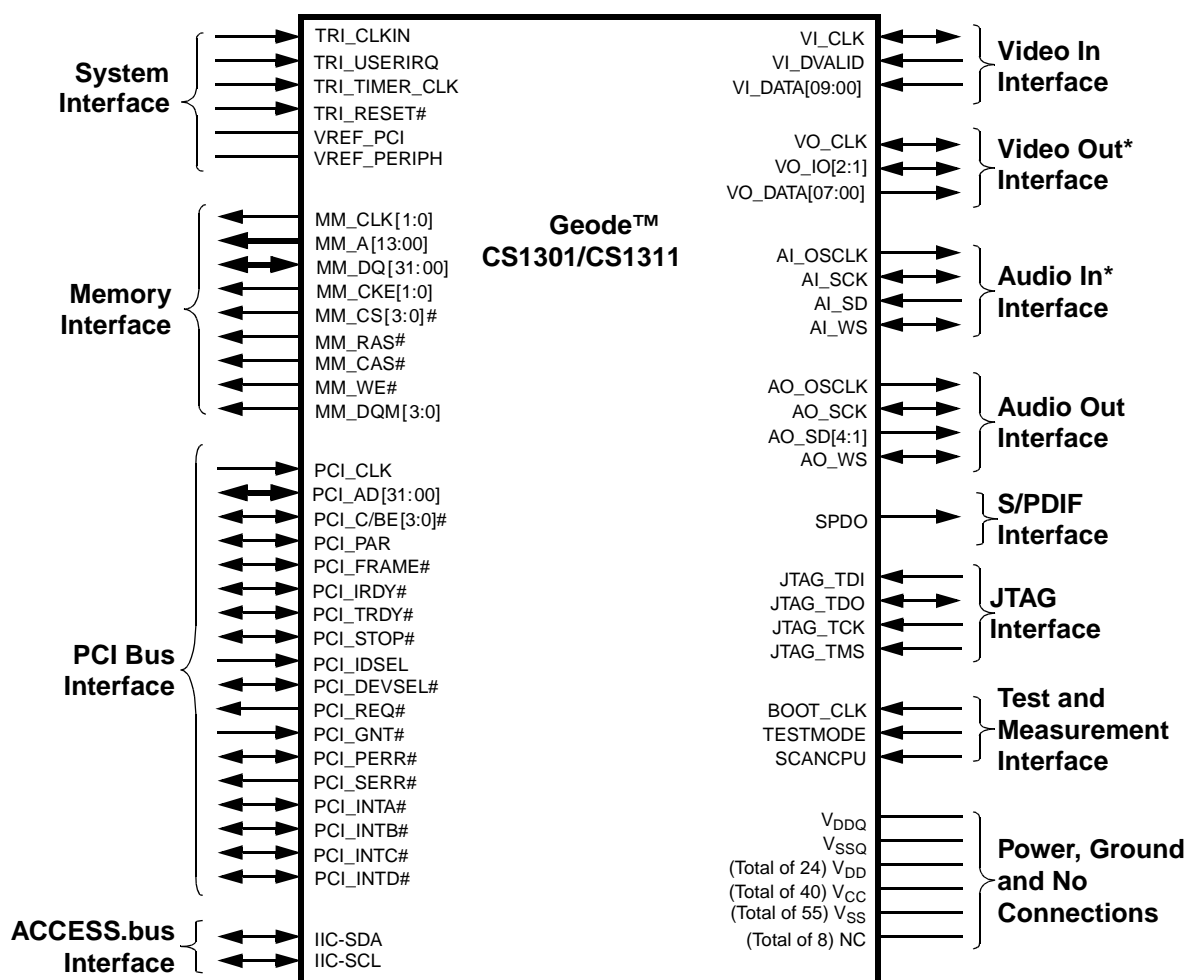 System
Interface
TRI_CLKIN
TRI_USERIRQ
TRI_TIMER_CLK
TRI_RESET#
VREF_PCI
VREF_PERIPH
Memory
Interface
MM_CLK[1:0]
MM_A[13:00]
MM_DQ[31:00]
MM_CKE[1:0]
MM_CS[3:0]#
MM_RAS#
MM_CAS#
MM_WE#
MM_DQM[3:0]
PCI Bus
Interface
PCI_CLK
PCI_AD[31:00]
PCI_C/BE[3:0]#
PCI_PAR
PCI_FRAME#
PCI_IRDY#
PCI_TRDY#
PCI_STOP#
PCI_IDSEL
PCI_DEVSEL#
PCI_REQ#
PCI_GNT#
PCI_PERR#
PCI_SERR#
PCI_INTA#
PCI_INTB#
PCI_INTC#
PCI_INTD#
ACCESS.bus
Interface
IIC-SDA
IIC-SCL
Geode™
CS1301/CS1311
VI_CLK
VI_DVALID
VI_DATA[09:00]
Video In
Interface
VO_CLK
VO_IO[2:1]
VO_DATA[07:00]
Video Out*
Interface
AI_OSCLK
AI_SCK
AI_SD
AI_WS
Audio In*
Interface
AO_OSCLK
AO_SCK
AO_SD[4:1]
AO_WS
Audio Out
Interface
SPDO
S/PDIF
Interface
JTAG_TDI
JTAG_TDO
JTAG_TCK
JTAG_TMS
JTAG
Interface
BOOT_CLK
TESTMODE
SCANCPU
Test and
Measurement
Interface
VDDQ
VSSQ
(Total of 24) VDD
(Total of 40) VCC
(Total of 55) VSS
(Total of 8) NC
Power, Ground
and No
Connections